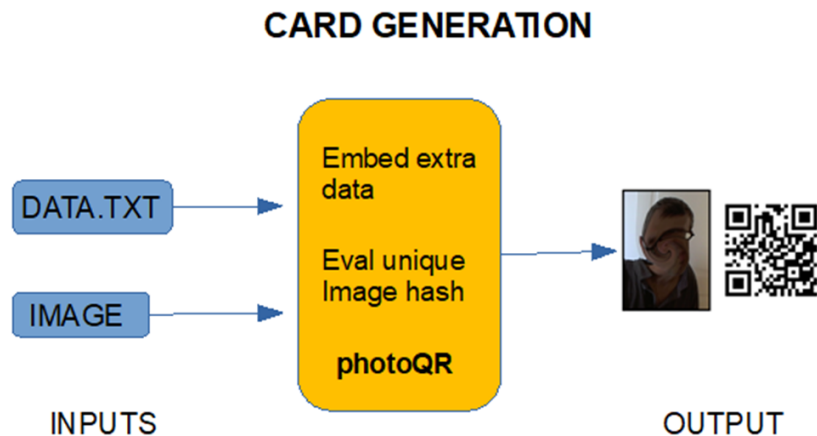 CARD GENERATION
DATA.TXT
IMAGE
Embed extra
data
Eval unique
Image hash
photoQR
INPUTS
OUTPUT